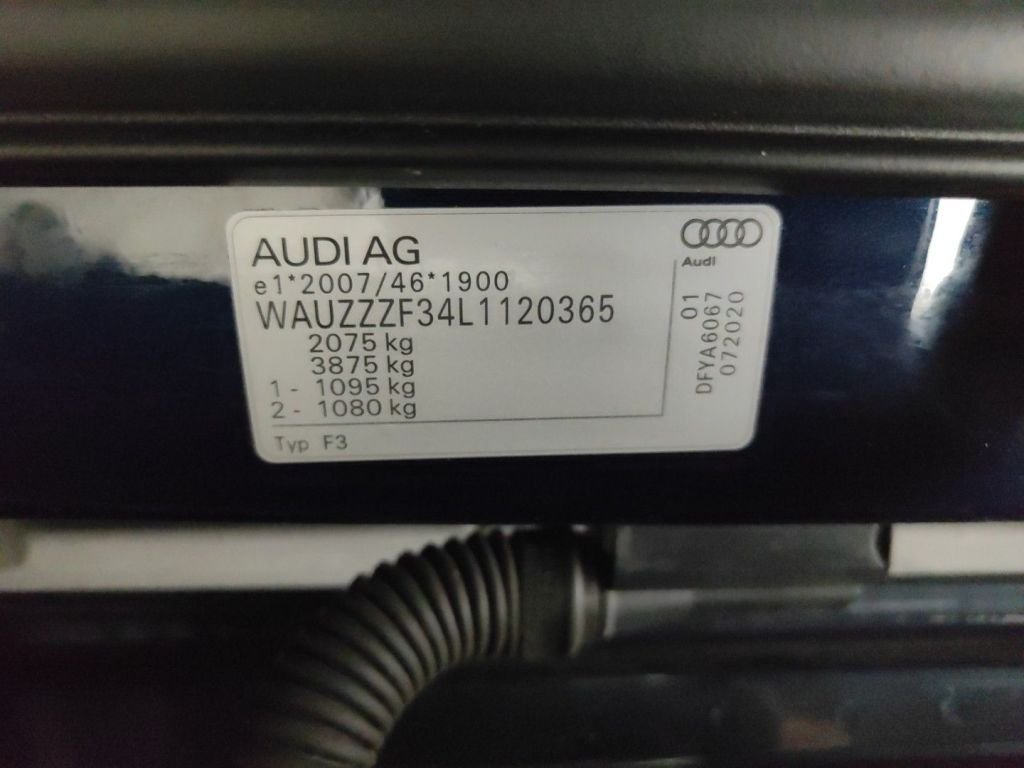 AUDI AG
e1*2007/46*1900
WAUZZZF34L1120365
2075 kg
3875 kg
1 - 1095 kg
2 - 1080 kg
Typ F3
Audi
01
DFYA6067
072020